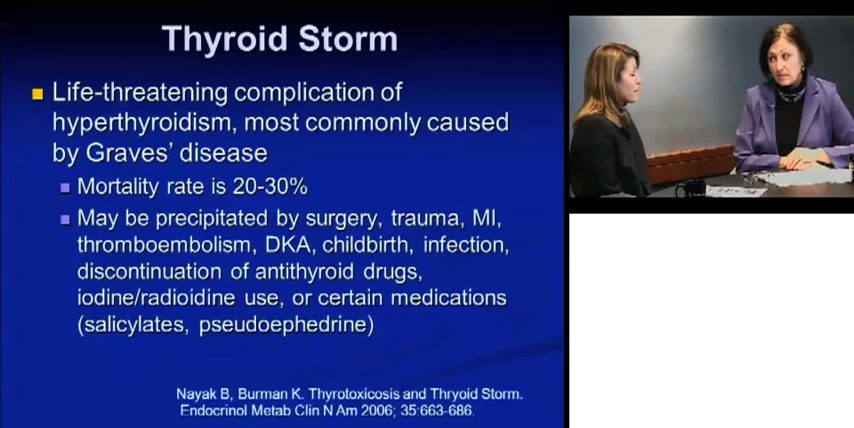 Thyroid Storm
Life-threatening complication of
hyperthyroidism, most commonly caused
by Graves' disease
Mortality rate is 20-30%
May be precipitated by surgery, trauma, MI,
thromboembolism, DKA, childbirth, infection,
discontinuation of antithyroid drugs,
iodine/radioidine use, or certain medications
(salicylates, pseudoephedrine)
Nayak B, Burman K. Thyrotoxicosis and Thryoid Storm.
Endocrinol Metab Clin N Am 2006; 35:663-686.